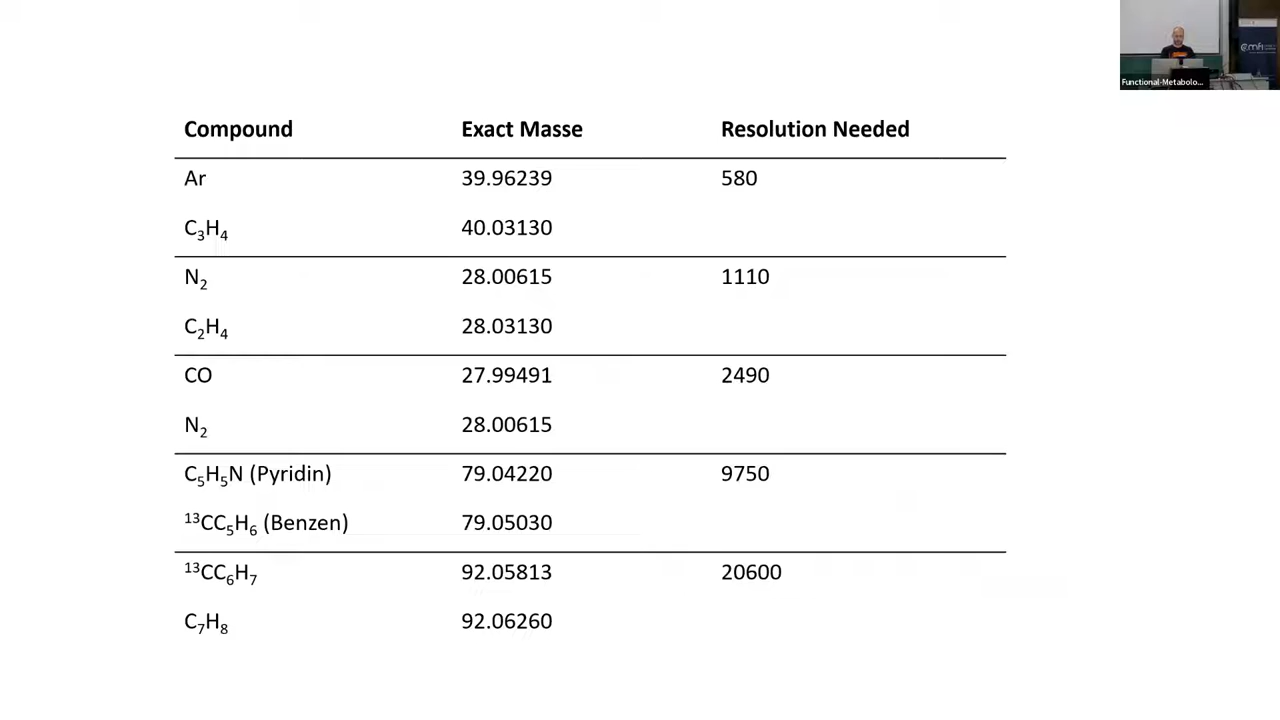 Compound Exact Masse Resolution Needed
Ar 39.96239 580
C₃H₄ 40.03130
N₂ 28.00615 1110
C₂H₄ 28.03130
CO 27.99491 2490
N₂ 28.00615
C₅H₅N (Pyridin) 79.04220 9750
¹³CC₅H₆ (Benzen) 79.05030
¹³CC₆H₇ 92.05813 20600
C₇H₈ 92.06260
Functional-Metabolo...